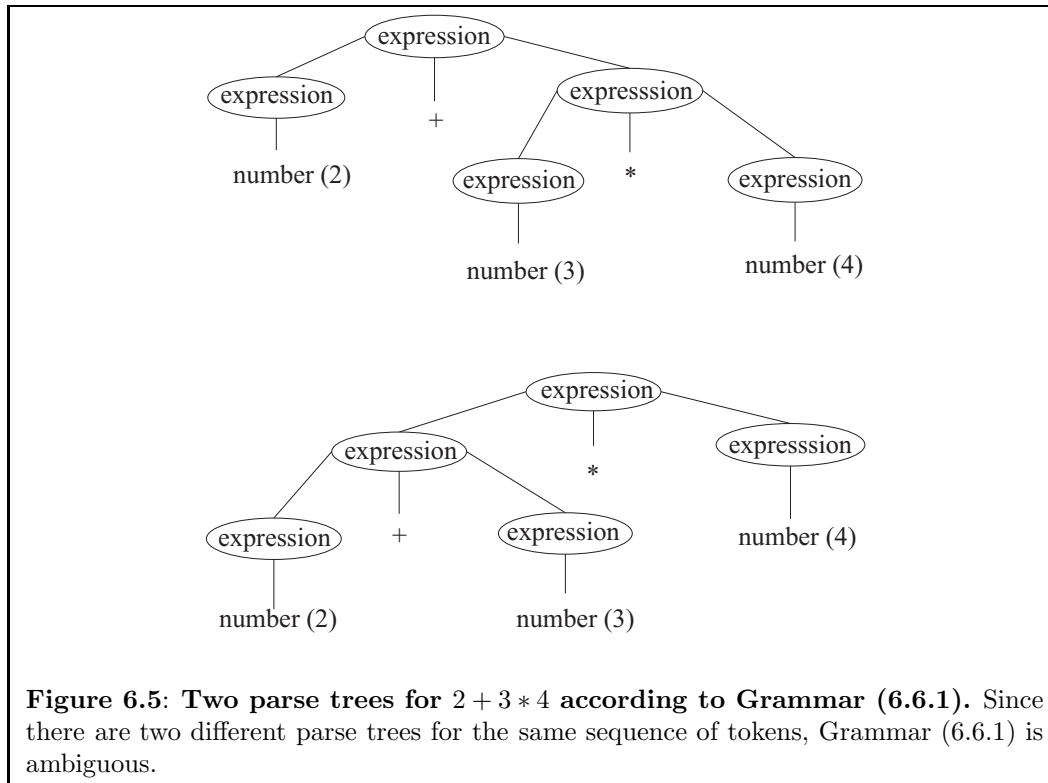 expression
expression
expresssion
+
number (2)
expression
*
expression
number (3)
number (4)
expression
expression
expresssion
*
expression
+
expression
number (4)
number (2)
number (3)
Figure 6.5: Two parse trees for 2 + 3 * 4 according to Grammar (6.6.1). Since
there are two different parse trees for the same sequence of tokens, Grammar (6.6.1) is
ambiguous.